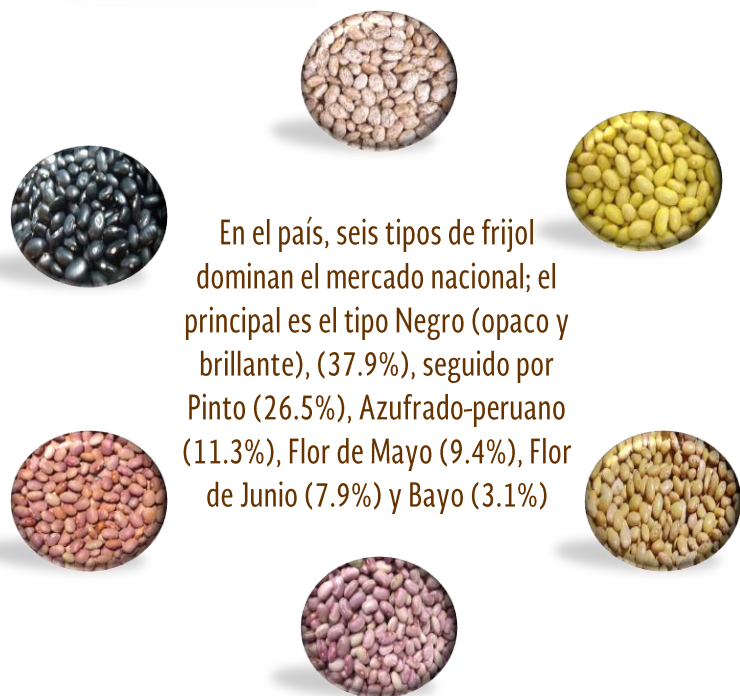 En el país, seis tipos de frijol
dominan el mercado nacional; el
principal es el tipo Negro (opaco y
brillante), (37.9%), seguido por
Pinto (26.5%), Azufrado-peruano
(11.3%), Flor de Mayo (9.4%), Flor
de Junio (7.9%) y Bayo (3.1%)